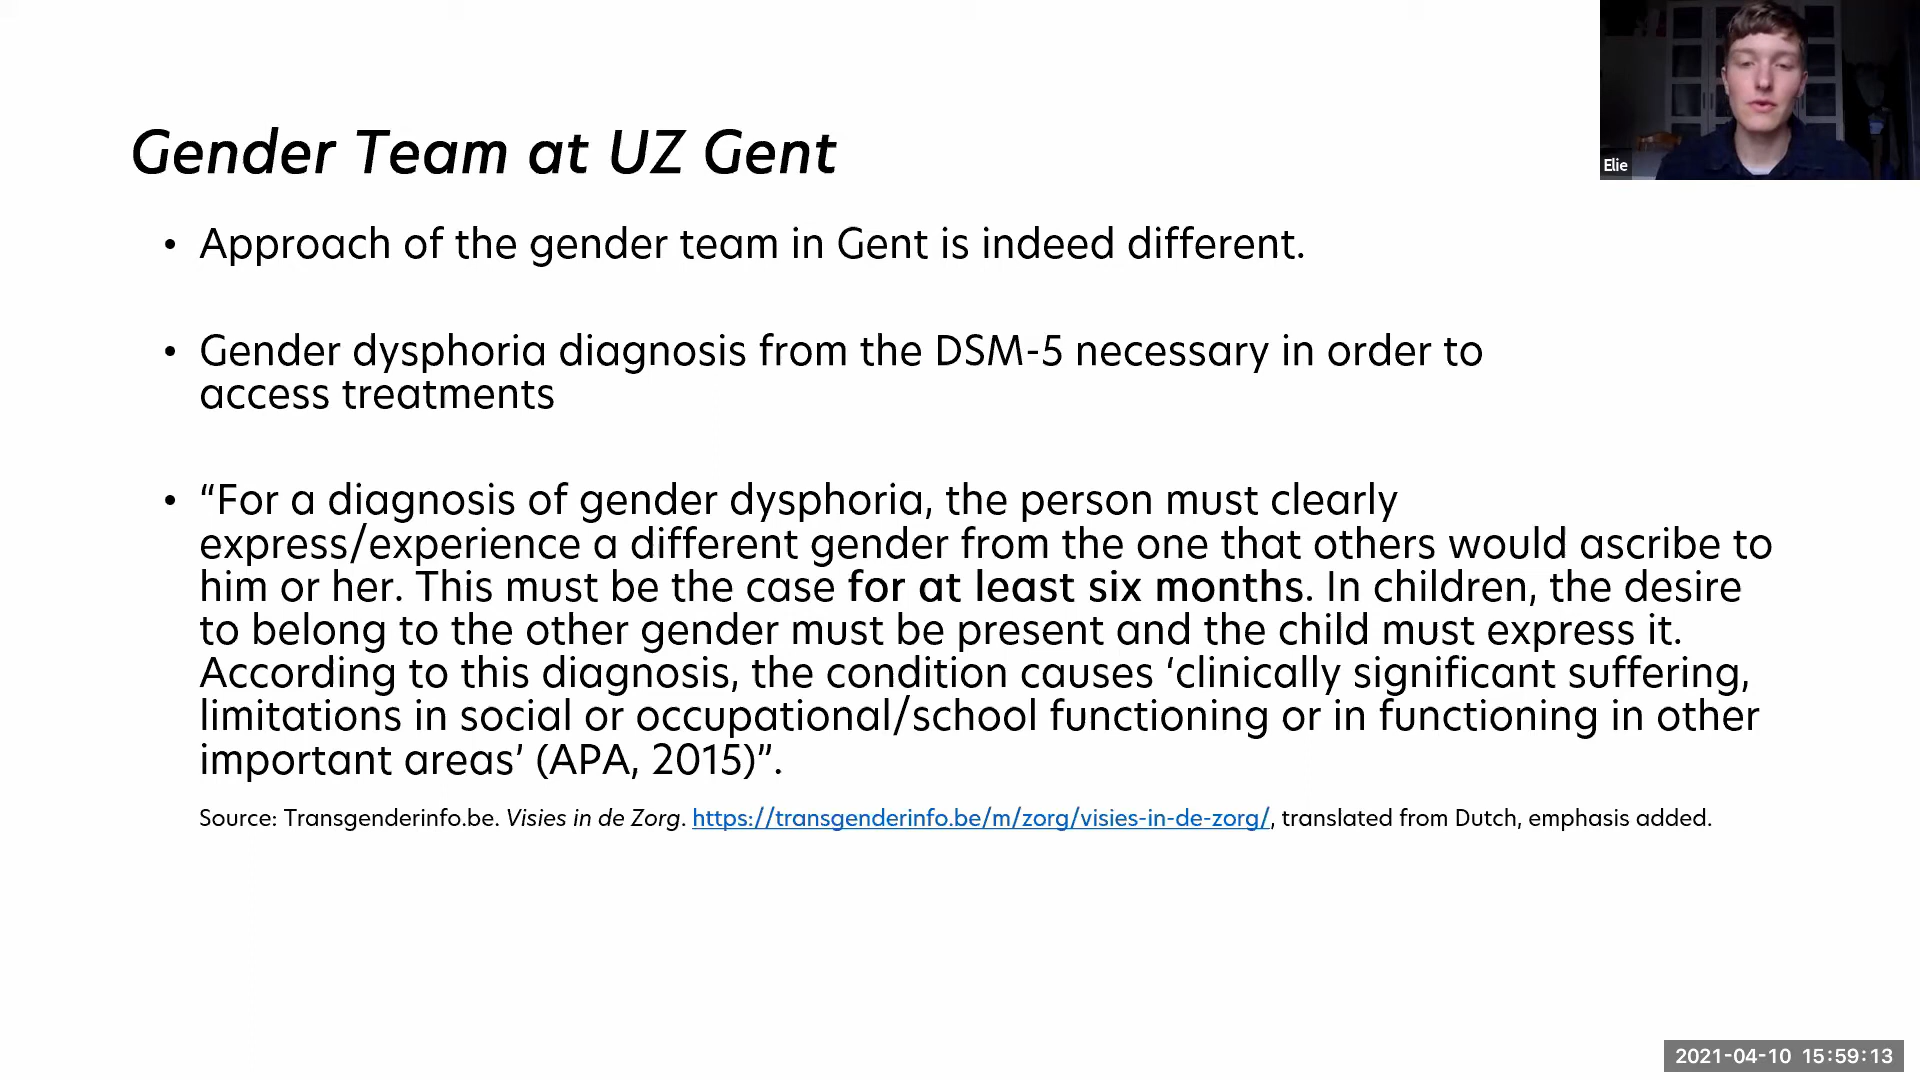 Elie
Gender Team at UZ Gent
• Approach of the gender team in Gent is indeed different.
• Gender dysphoria diagnosis from the DSM-5 necessary in order to
access treatments
• “For a diagnosis of gender dysphoria, the person must clearly
express/experience a different gender from the one that others would ascribe to
him or her. This must be the case for at least six months. In children, the desire
to belong to the other gender must be present and the child must express it.
According to this diagnosis, the condition causes ‘clinically significant suffering,
limitations in social or occupational/school functioning or in functioning in other
important areas’ (APA, 2015)”.
Source: Transgenderinfo.be. Visies in de Zorg. https://transgenderinfo.be/m/zorg/visies-in-de-zorg/, translated from Dutch, emphasis added.
2021-04-10 15:59:13